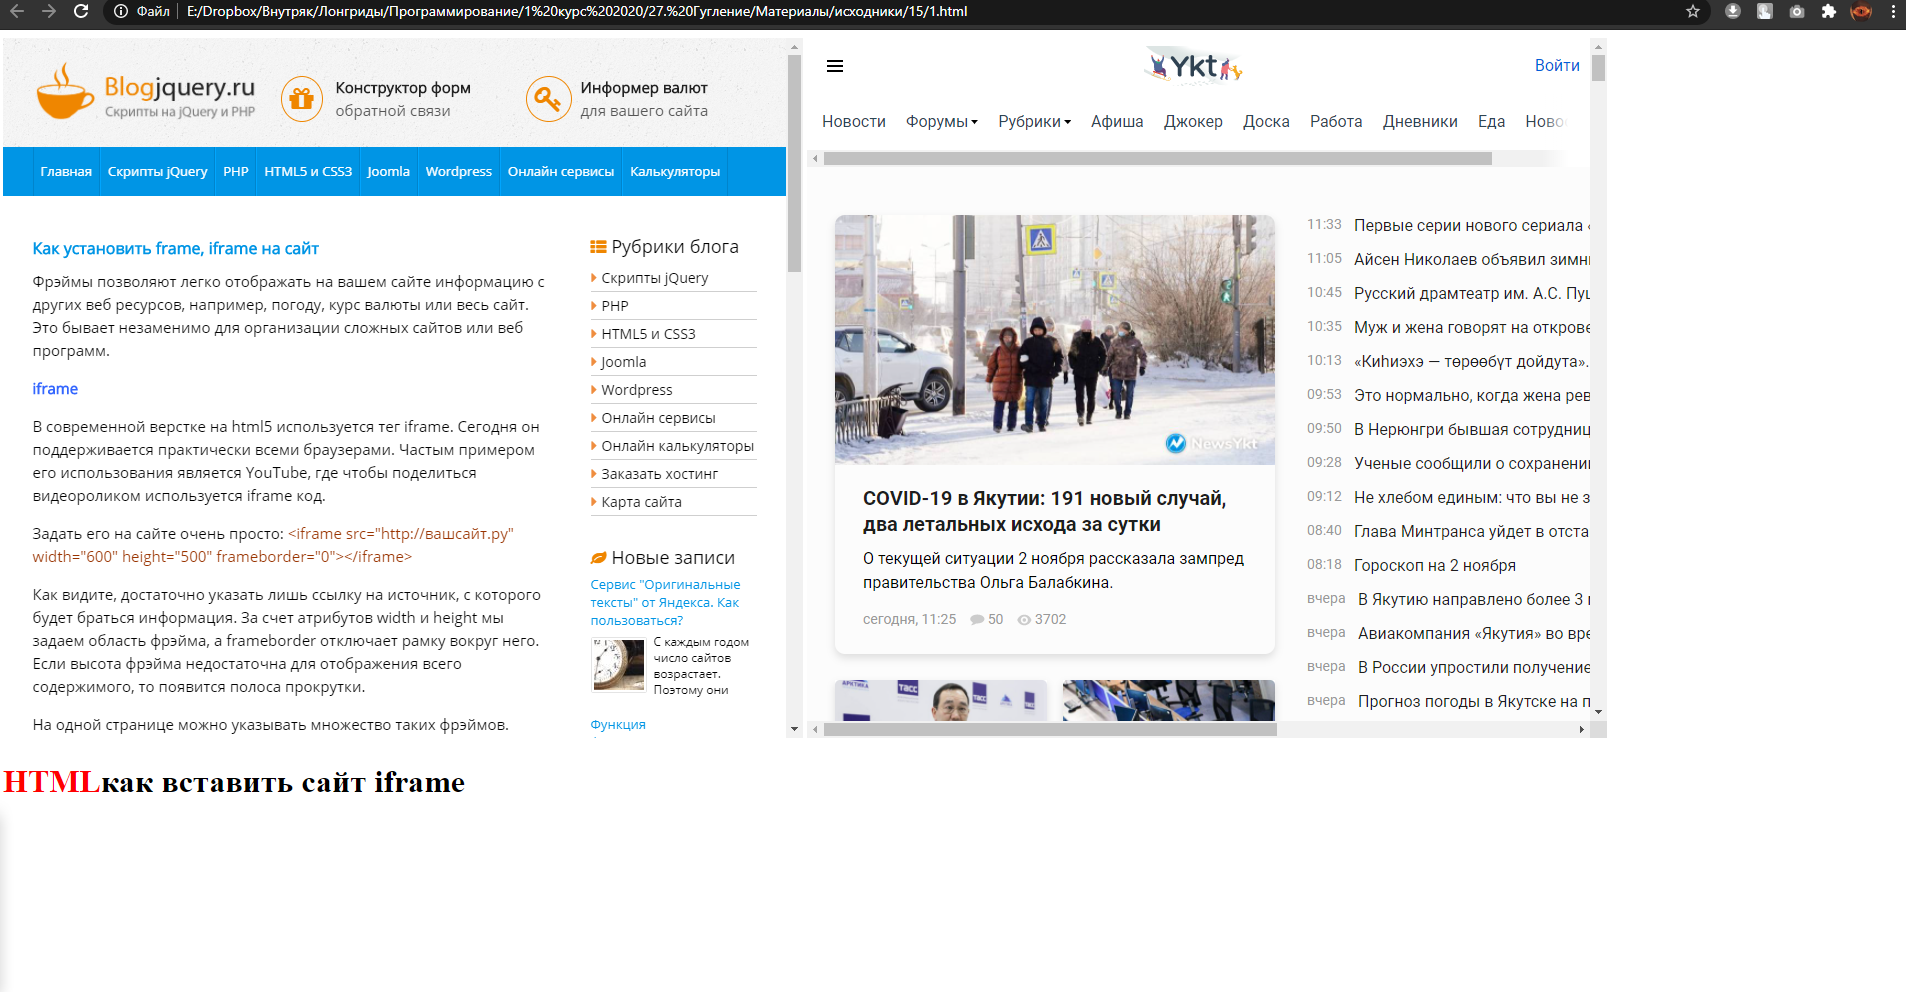 Файл
E:/Dropbox/Внутряк/Лонгриды/Программирование/1%20курс%202020/27.%20Гугление/Материалы/исходники/15/1.html
Blogjquery.ru
Скрипты на jQuery и PHP
Конструктор форм
обратной связи
Информер валют
для вашего сайта
Главная
Скрипты jQuery
PHP
HTML5 и CSS3
Joomla
Wordpress
Онлайн сервисы
Калькуляторы
Как установить frame, iframe на сайт
Фрэймы позволяют легко отображать на вашем сайте информацию с
других веб ресурсов, например, погоду, курс валюты или весь сайт.
Это бывает незаменимо для организации сложных сайтов или веб
программ.
iframe
В современной верстке на html5 используется тег iframe. Сегодня он
поддерживается практически всеми браузерами. Частым примером
его использования является YouTube, где чтобы поделиться
видеороликом используется iframe код.
Задать его на сайте очень просто: <iframe src="http://вашсайт.ру"
width="600" height="500" frameborder="0"></iframe>
Как видите, достаточно указать лишь ссылку на источник, с которого
будет браться информация. За счет атрибутов width и height мы
задаем область фрэйма, а frameborder отключает рамку вокруг него.
Если высота фрэйма недостаточна для отображения всего
содержимого, то появится полоса прокрутки.
На одной странице можно указывать множество таких фрэймов.
Рубрики блога
Скрипты jQuery
PHP
HTML5 и CSS3
Joomla
Wordpress
Онлайн сервисы
Онлайн калькуляторы
Заказать хостинг
Карта сайта
Новые записи
Сервис "Оригинальные
тексты" от Яндекса. Как
пользоваться?
С каждым годом
число сайтов
возрастает.
Поэтому они
Функция
Ykt
Войти
Новости
Форумы
Рубрики
Афиша
Джокер
Доска
Работа
Дневники
Еда
Ново
NewsYkt
COVID-19 в Якутии: 191 новый случай,
два летальных исхода за сутки
О текущей ситуации 2 ноября рассказала зампред
правительства Ольга Балабкина.
сегодня, 11:25 50 3702
АРКТИКА
ТАСС
11:33 Первые серии нового сериала «
11:05 Айсен Николаев объявил зимн
10:45 Русский драмтеатр им. А.С. Пуш
10:35 Муж и жена говорят на открове
10:13 «Киһиэхэ — төрөөбүт дойдута».
09:53 Это нормально, когда жена рев
09:50 В Нерюнгри бывшая сотрудниц
09:28 Ученые сообщили о сохранени
09:12 Не хлебом единым: что вы не з
08:40 Глава Минтранса уйдет в отста
08:18 Гороскоп на 2 ноября
вчера В Якутию направлено более 3
вчера Авиакомпания «Якутия» во вре
вчера В России упростили получение
вчера Прогноз погоды в Якутске на п
HTMLкак вставить сайт iframe